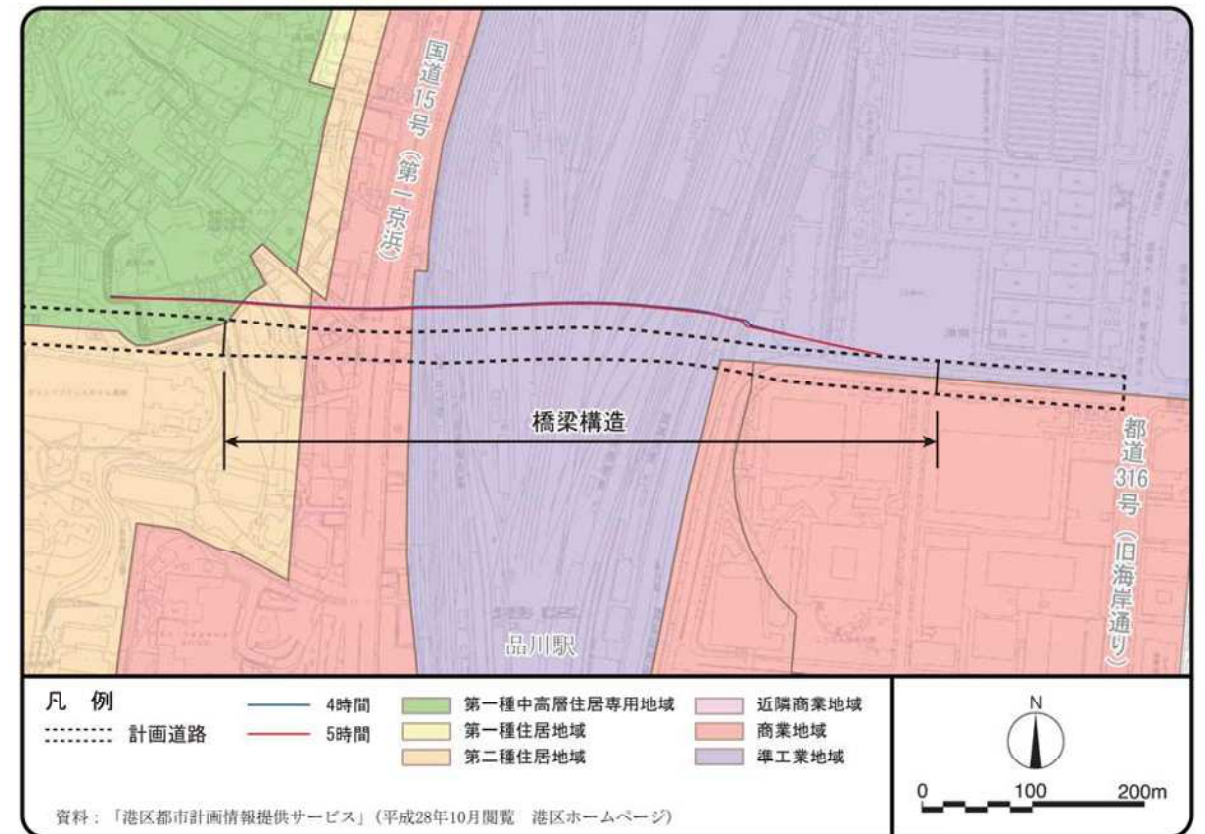 国道15号（第一京浜）
橋梁構造
都道316号（旧海岸通り）
品川駅
凡 例
計画道路
4時間
5時間
第一種中高層住居専用地域
第一種住居地域
第二種住居地域
近隣商業地域
商業地域
準工業地域
資料：「港区都市計画情報提供サービス」（平成28年10月閲覧 港区ホームページ）
N
0 100 200m